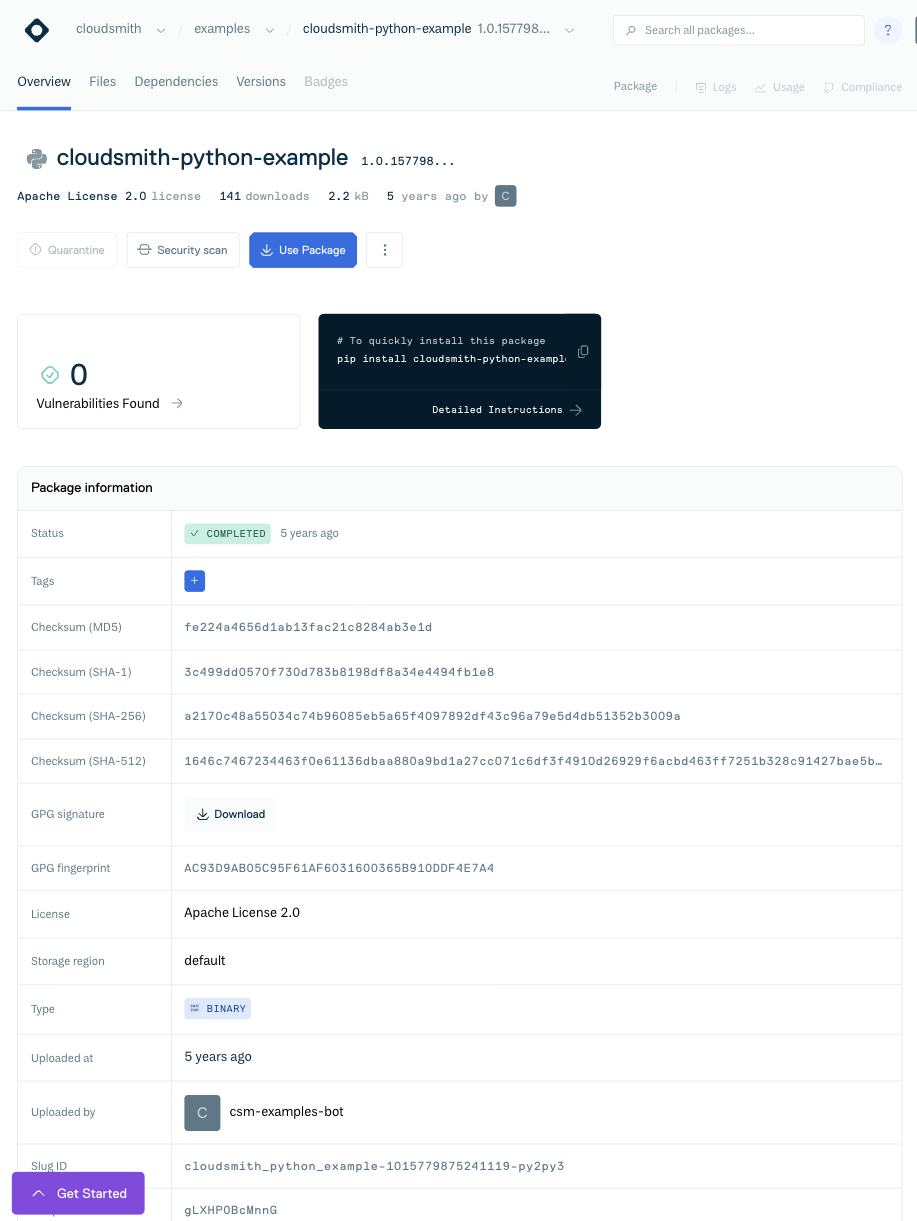 cloudsmith / examples / cloudsmith-python-example 1.0.157798...
Search all packages...
?
Overview Files Dependencies Versions Badges
Package Logs Usage Compliance
cloudsmith-python-example 1.0.157798...
Apache License 2.0 license 141 downloads 2.2 kB 5 years ago by C
Quarantine Security scan Use Package
0
Vulnerabilities Found
# To quickly install this package
pip install cloudsmith-python-example
Detailed Instructions
Package information
Status COMPLETED 5 years ago
Tags +
Checksum (MD5) fe224a4656d1ab13fac21c8284ab3e1d
Checksum (SHA-1) 3c499dd0570f730d783b8198df8a34e4494fb1e8
Checksum (SHA-256) a2170c48a55034c74b96085eb5a65f4097892df43c96a79e5d4db51352b3009a
Checksum (SHA-512) 1646c7467234463f0e61136dbaa880a9bd1a27cc071c6df3f4910d26929f6acbd463ff7251b328c91427bae5b…
GPG signature Download
GPG fingerprint AC93D9AB05C95F61AF6031600365B910DDF4E7A4
License Apache License 2.0
Storage region default
Type BINARY
Uploaded at 5 years ago
Uploaded by C csm-examples-bot
Slug ID cloudsmith_python_example-1015779875241119-py2py3
Get Started
gLXHP0BcMnnG